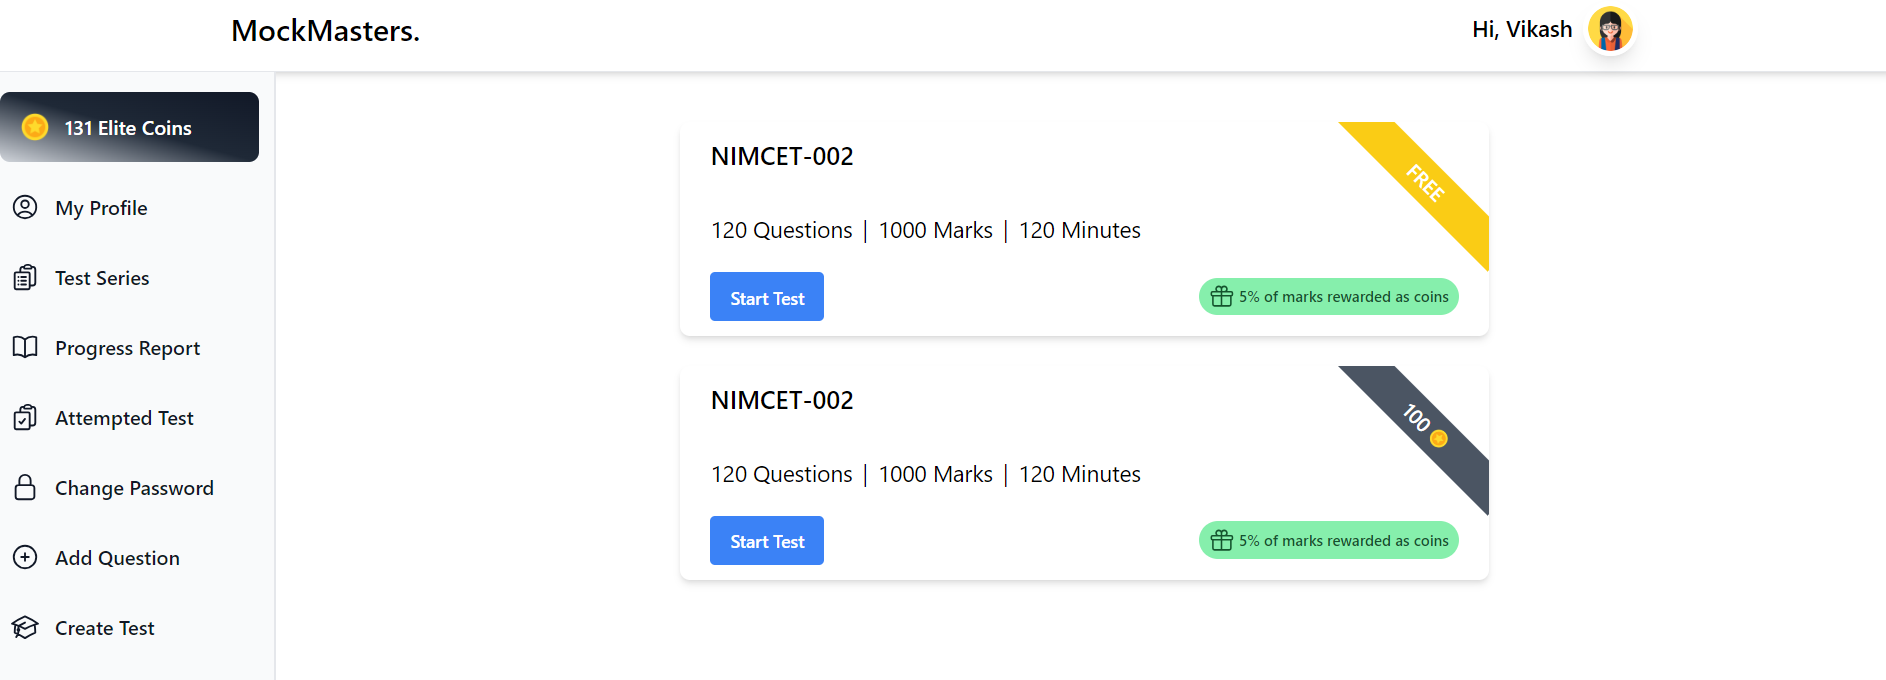 MockMasters.
Hi, Vikash
131 Elite Coins
My Profile
Test Series
Progress Report
Attempted Test
Change Password
Add Question
Create Test
NIMCET-002
FREE
120 Questions | 1000 Marks | 120 Minutes
Start Test
5% of marks rewarded as coins
NIMCET-002
100
120 Questions | 1000 Marks | 120 Minutes
Start Test
5% of marks rewarded as coins